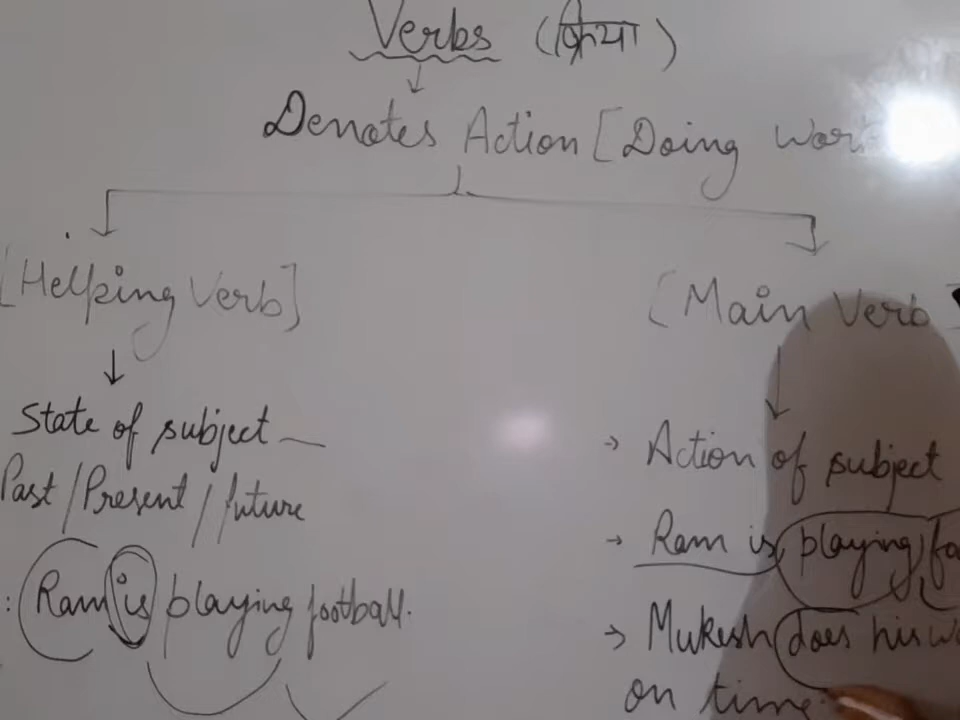 Verbs (क्रिया)
Denotes Action [Doing
[Helping Verb]
State of subject
Past/Present/future
: Ram is playing football.
[Main Verb]
→ Action of subject
→ Ram is playing
→ Mukesh does his
on time.